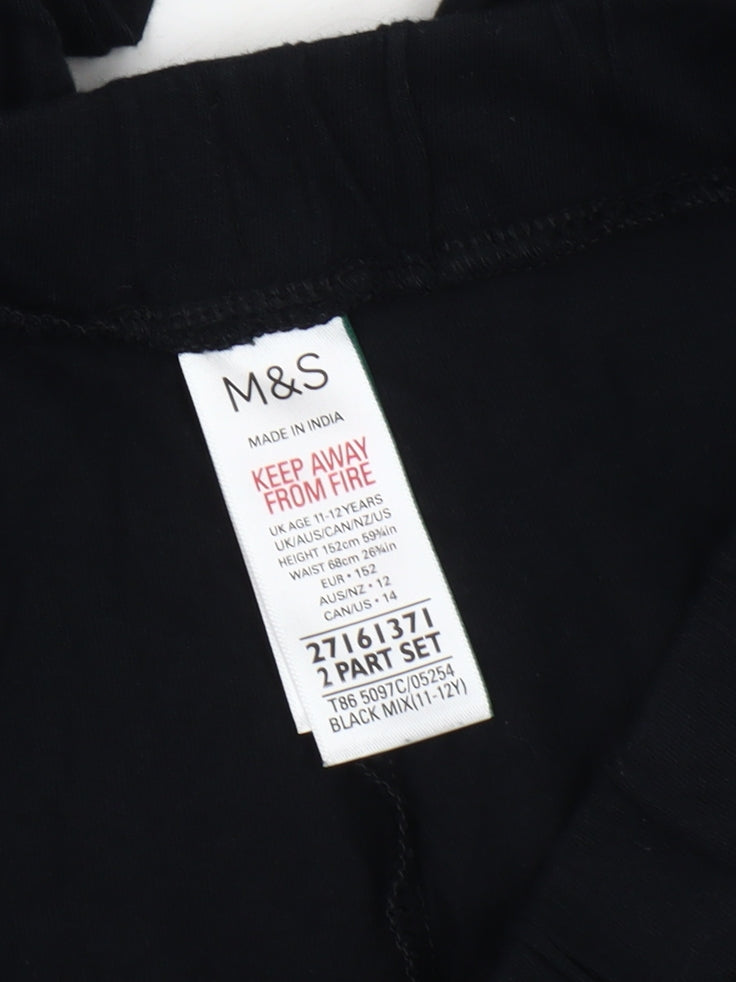 M&S
MADE IN INDIA
KEEP AWAY
FROM FIRE
UK AGE 11-12YEARS
UK/AUS/CAN/NZ/US
HEIGHT 152cm 59¾in
WAIST 68cm 26¾in
EUR • 152
AUS/NZ • 12
CAN/US • 14
27161371
2 PART SET
T86 5097C/05254
BLACK MIX(11-12Y)